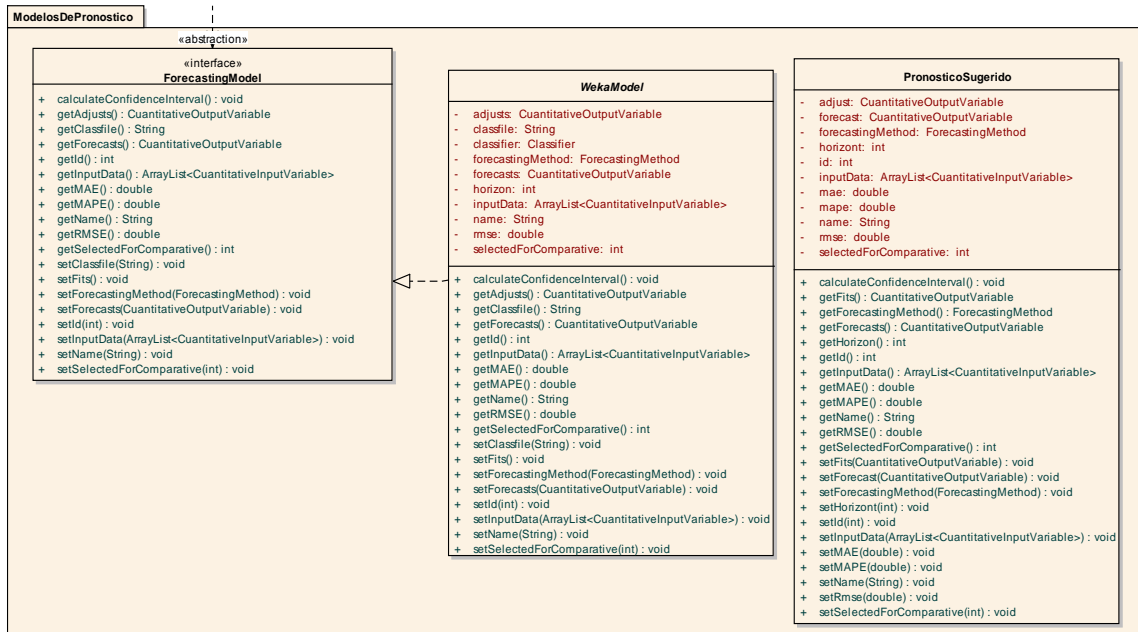 ModelosDePronostico
«abstraction»
«interface»
ForecastingModel
+ calculateConfidenceInterval() : void
+ getAdjusts() : CuantitativeOutputVariable
+ getClassfile() : String
+ getForecasts() : CuantitativeOutputVariable
+ getId() : int
+ getInputData() : ArrayList<CuantitativeInputVariable>
+ getMAE() : double
+ getMAPE() : double
+ getName() : String
+ getRMSE() : double
+ getSelectedForComparative() : int
+ setClassfile(String) : void
+ setFits() : void
+ setForecastingMethod(ForecastingMethod) : void
+ setForecasts(CuantitativeOutputVariable) : void
+ setId(int) : void
+ setInputData(ArrayList<CuantitativeInputVariable>) : void
+ setName(String) : void
+ setSelectedForComparative(int) : void
WekaModel
- adjusts: CuantitativeOutputVariable
- classfile: String
- classifier: Classifier
- forecastingMethod: ForecastingMethod
- forecasts: CuantitativeOutputVariable
- horizon: int
- inputData: ArrayList<CuantitativeInputVariable>
- name: String
- rmse: double
- selectedForComparative: int
+ calculateConfidenceInterval() : void
+ getAdjusts() : CuantitativeOutputVariable
+ getClassfile() : String
+ getForecasts() : CuantitativeOutputVariable
+ getId() : int
+ getInputData() : ArrayList<CuantitativeInputVariable>
+ getMAE() : double
+ getMAPE() : double
+ getName() : String
+ getRMSE() : double
+ getSelectedForComparative() : int
+ setClassfile(String) : void
+ setFits() : void
+ setForecastingMethod(ForecastingMethod) : void
+ setForecasts(CuantitativeOutputVariable) : void
+ setId(int) : void
+ setInputData(ArrayList<CuantitativeInputVariable>) : void
+ setName(String) : void
+ setSelectedForComparative(int) : void
PronosticoSugerido
- adjust: CuantitativeOutputVariable
- forecast: CuantitativeOutputVariable
- forecastingMethod: ForecastingMethod
- horizont: int
- id: int
- inputData: ArrayList<CuantitativeInputVariable>
- mae: double
- mape: double
- name: String
- rmse: double
- selectedForComparative: int
+ calculateConfidenceInterval() : void
+ getFits() : CuantitativeOutputVariable
+ getForecastingMethod() : ForecastingMethod
+ getForecasts() : CuantitativeOutputVariable
+ getHorizon() : int
+ getId() : int
+ getInputData() : ArrayList<CuantitativeInputVariable>
+ getMAE() : double
+ getMAPE() : double
+ getName() : String
+ getRMSE() : double
+ getSelectedForComparative() : int
+ setFits(CuantitativeOutputVariable) : void
+ setForecast(CuantitativeOutputVariable) : void
+ setForecastingMethod(ForecastingMethod) : void
+ setHorizont(int) : void
+ setId(int) : void
+ setInputData(ArrayList<CuantitativeInputVariable>) : void
+ setMAE(double) : void
+ setMAPE(double) : void
+ setName(String) : void
+ setRmse(double) : void
+ setSelectedForComparative(int) : void